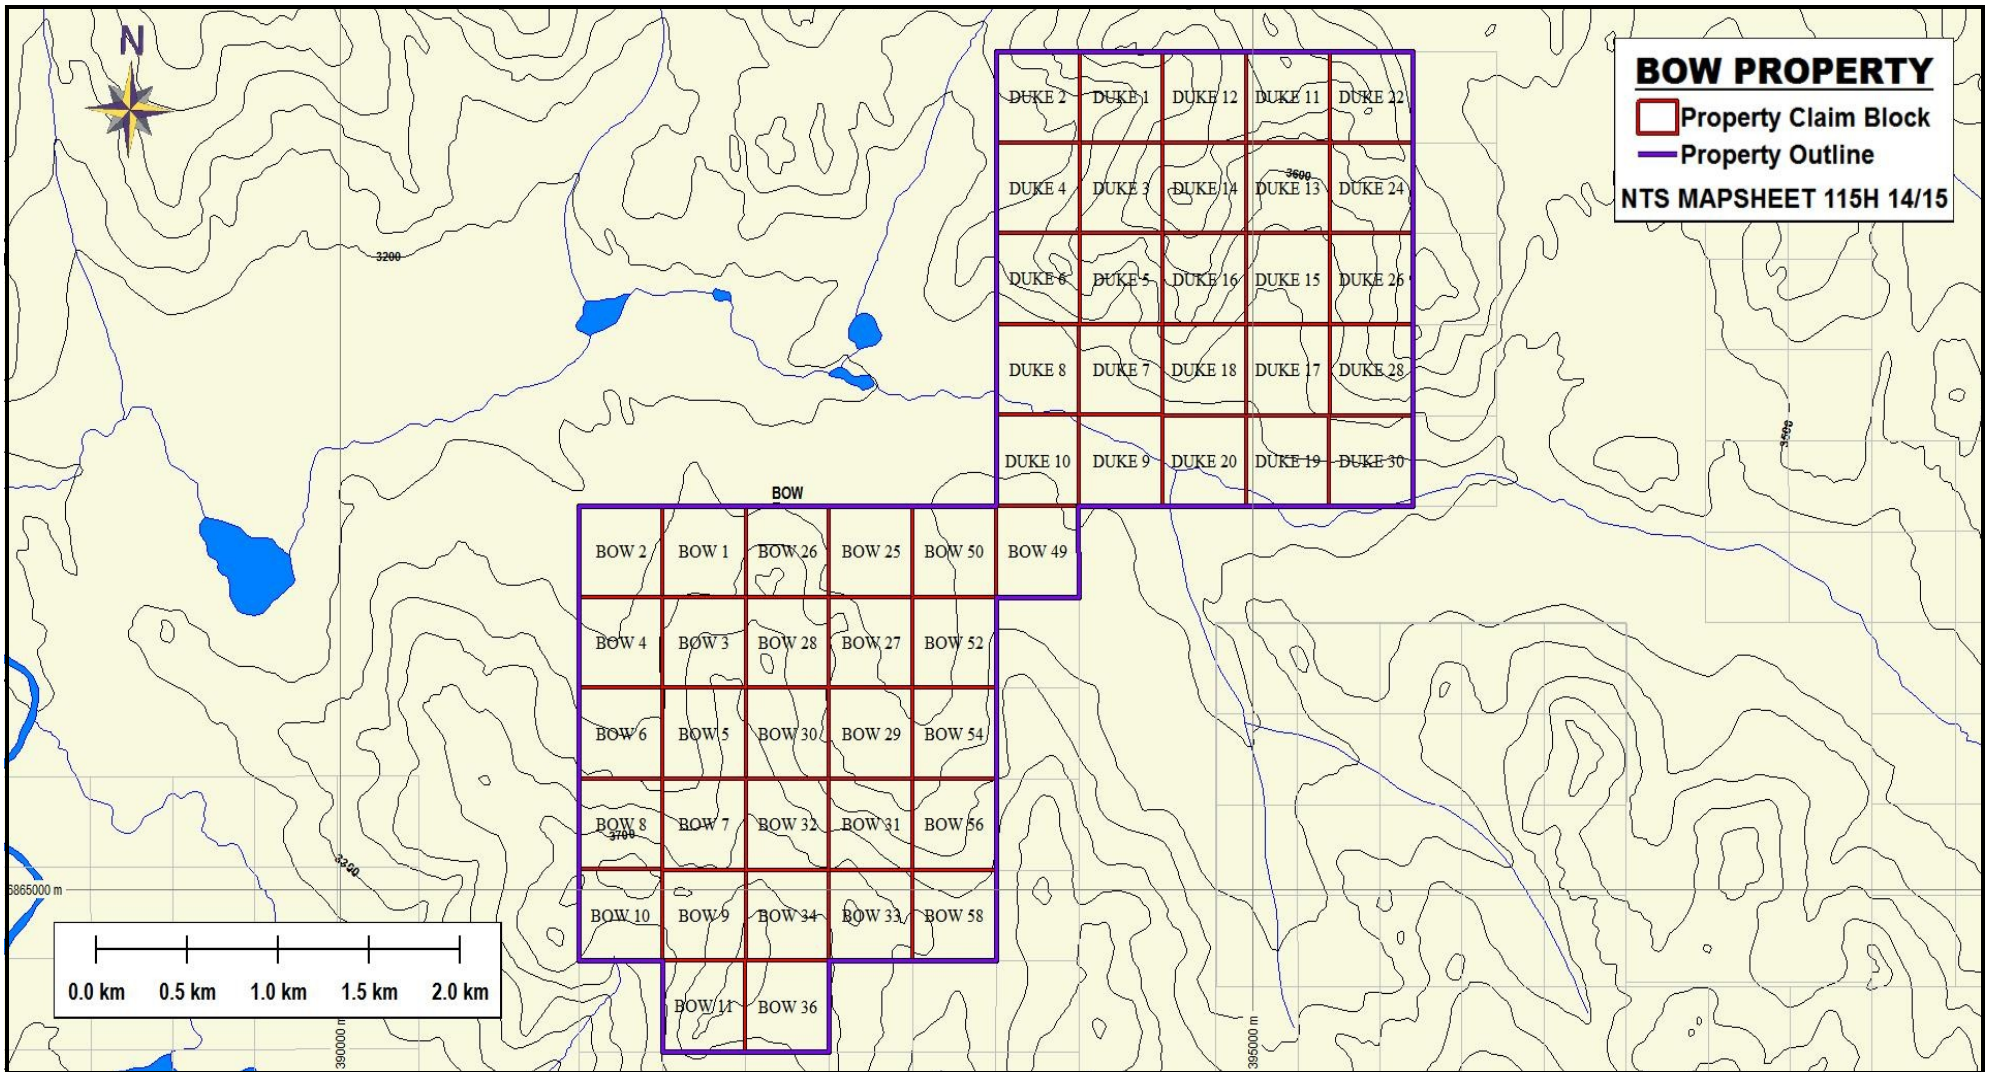 N
BOW PROPERTY
Property Claim Block
Property Outline
NTS MAPSHEET 115H 14/15
DUKE 2 DUKE 1 DUKE 12 DUKE 11 DUKE 22
3600
DUKE 4 DUKE 3 DUKE 14 DUKE 13 DUKE 24
3200
DUKE 6 DUKE 5 DUKE 16 DUKE 15 DUKE 26
DUKE 8 DUKE 7 DUKE 18 DUKE 17 DUKE 28
3500
DUKE 10 DUKE 9 DUKE 20 DUKE 19 DUKE 30
BOW
BOW 2 BOW 1 BOW 26 BOW 25 BOW 50 BOW 49
BOW 4 BOW 3 BOW 28 BOW 27 BOW 52
BOW 6 BOW 5 BOW 30 BOW 29 BOW 54
BOW 8 BOW 7 BOW 32 BOW 31 BOW 56
3700
3300
6865000 m
BOW 10 BOW 9 BOW 34 BOW 33 BOW 58
BOW 11 BOW 36
0.0 km 0.5 km 1.0 km 1.5 km 2.0 km
390000 m
395000 m